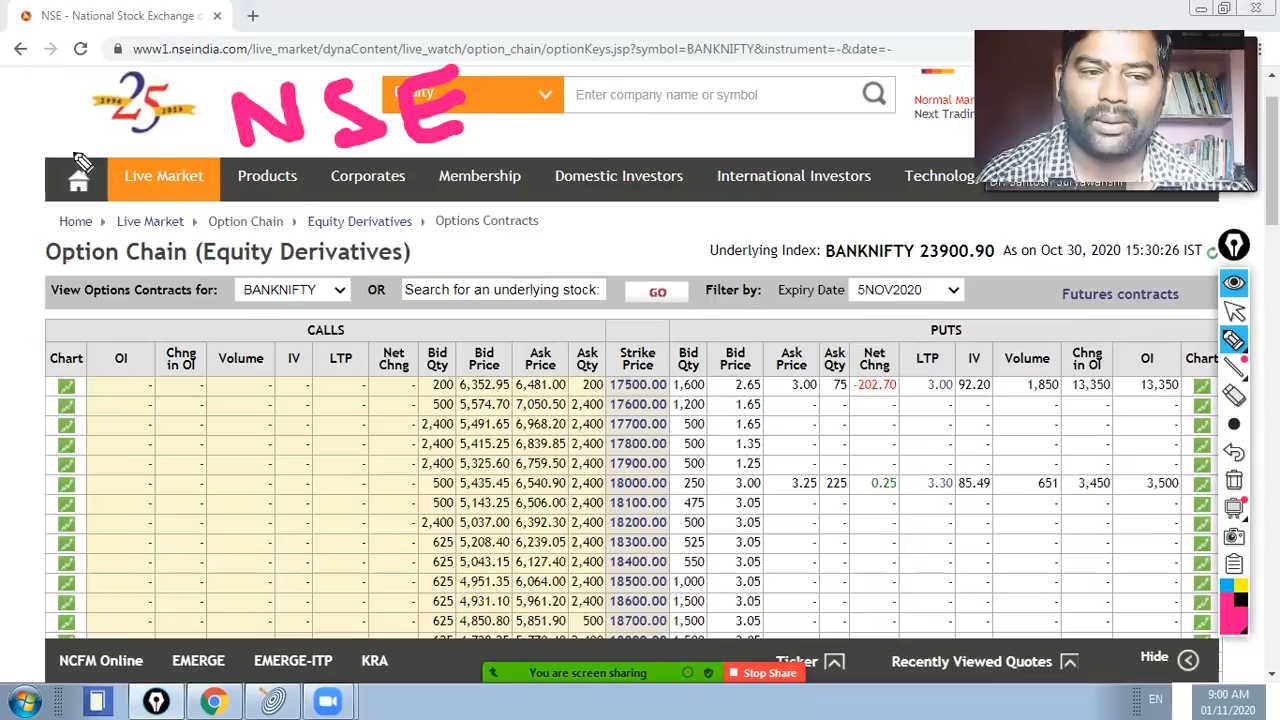 NSE - National Stock Exchange o
www1.nseindia.com/live_market/dynaContent/live_watch/option_chain/optionKeys.jsp?symbol=BANKNIFTY&instrument=-&date=-
25
NSE
Equity
Enter company name or symbol
Normal Mar
Next Trading
Live Market Products Corporates Membership Domestic Investors International Investors Technolog
Home Live Market Option Chain Equity Derivatives Options Contracts
Option Chain (Equity Derivatives)
Underlying Index: BANKNIFTY 23900.90 As on Oct 30, 2020 15:30:26 IST
View Options Contracts for: BANKNIFTY OR Search for an underlying stock: GO Filter by: Expiry Date 5NOV2020 Futures contracts
CALLS PUTS
Chart OI Chng in OI Volume IV LTP Net Chng Bid Qty Bid Price Ask Price Ask Qty Strike Price Bid Qty Bid Price Ask Price Ask Qty Net Chng LTP IV Volume Chng in OI OI Chart
- - - - - - 200 6,352.95 6,481.00 200 17500.00 1,600 2.65 3.00 75 -202.70 3.00 92.20 1,850 13,350 13,350
- - - - - - 500 5,574.70 7,050.50 2,400 17600.00 1,200 1.65 - - - - - - - -
- - - - - - 2,400 5,491.65 6,968.20 2,400 17700.00 500 1.65 - - - - - - - -
- - - - - - 2,400 5,415.25 6,839.85 2,400 17800.00 500 1.35 - - - - - - - -
- - - - - - 2,400 5,325.60 6,759.50 2,400 17900.00 500 1.25 - - - - - - - -
- - - - - - 500 5,435.45 6,540.90 2,400 18000.00 250 3.00 3.25 225 0.25 3.30 85.49 651 3,450 3,500
- - - - - - 500 5,143.25 6,506.00 2,400 18100.00 475 3.05 - - - - - - - -
- - - - - - 2,400 5,037.00 6,392.30 2,400 18200.00 500 3.05 - - - - - - - -
- - - - - - 625 5,208.40 6,239.05 2,400 18300.00 525 3.05 - - - - - - - -
- - - - - - 625 5,043.15 6,127.40 2,400 18400.00 550 3.05 - - - - - - - -
- - - - - - 625 4,951.35 6,064.00 2,400 18500.00 1,000 3.05 - - - - - - - -
- - - - - - 625 4,931.10 5,961.20 2,400 18600.00 1,500 3.05 - - - - - - - -
- - - - - - 625 4,850.80 5,851.90 500 18700.00 1,500 3.05 - - - - - - - -
NCFM Online EMERGE EMERGE-ITP KRA Ticker Recently Viewed Quotes Hide
You are screen sharing Stop Share
EN 9:00 AM
01/11/2020